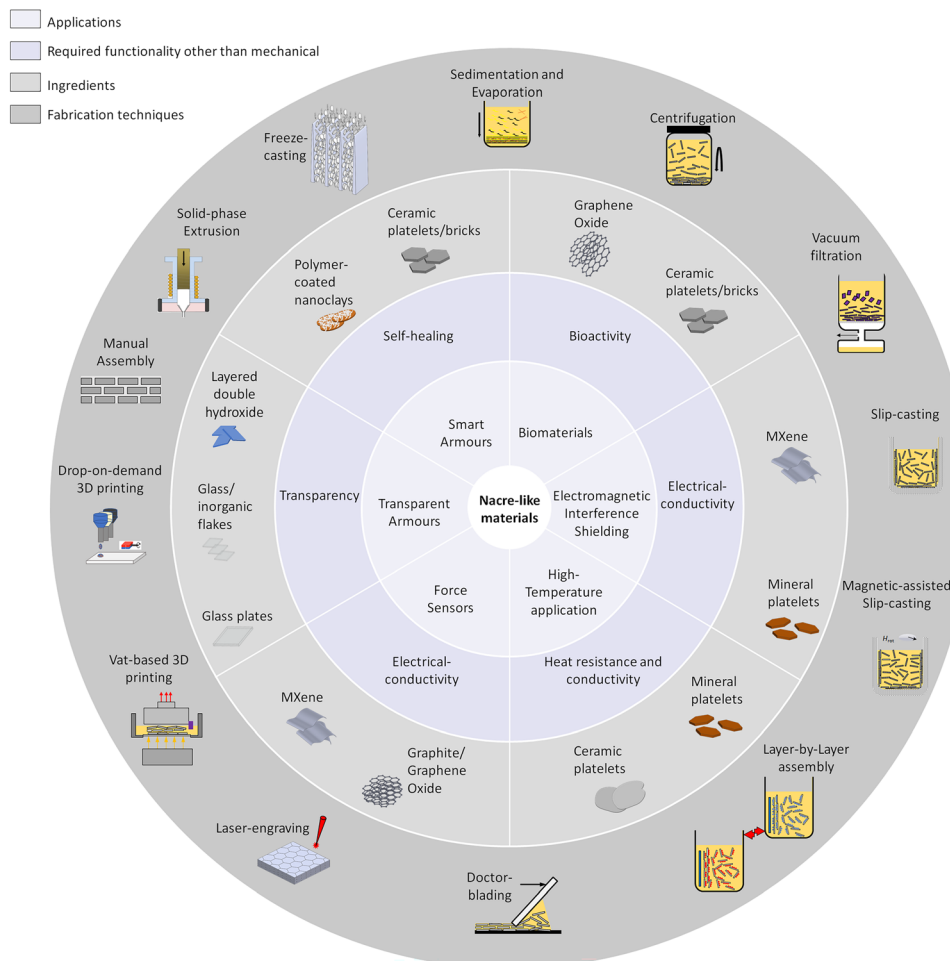 Applications
Required functionality other than mechanical
Ingredients
Fabrication techniques
Sedimentation and
Evaporation
Centrifugation
Vacuum
filtration
Slip-casting
Magnetic-assisted
Slip-casting
Layer-by-Layer
assembly
Doctor-
blading
Laser-engraving
Vat-based 3D
printing
Drop-on-demand
3D printing
Manual
Assembly
Solid-phase
Extrusion
Freeze-
casting
Ceramic
platelets/bricks
Polymer-
coated
nanoclays
Graphene
Oxide
Ceramic
platelets/bricks
MXene
Mineral
platelets
Mineral
platelets
Ceramic
platelets
Graphite/
Graphene
Oxide
MXene
Glass plates
Glass/
inorganic
flakes
Layered
double
hydroxide
Self-healing
Bioactivity
Electrical-
conductivity
Heat resistance and
conductivity
Electrical-
conductivity
Transparency
Smart
Armours
Biomaterials
Electromagnetic
Interference
Shielding
High-
Temperature
application
Force
Sensors
Transparent
Armours
Nacre-like
materials